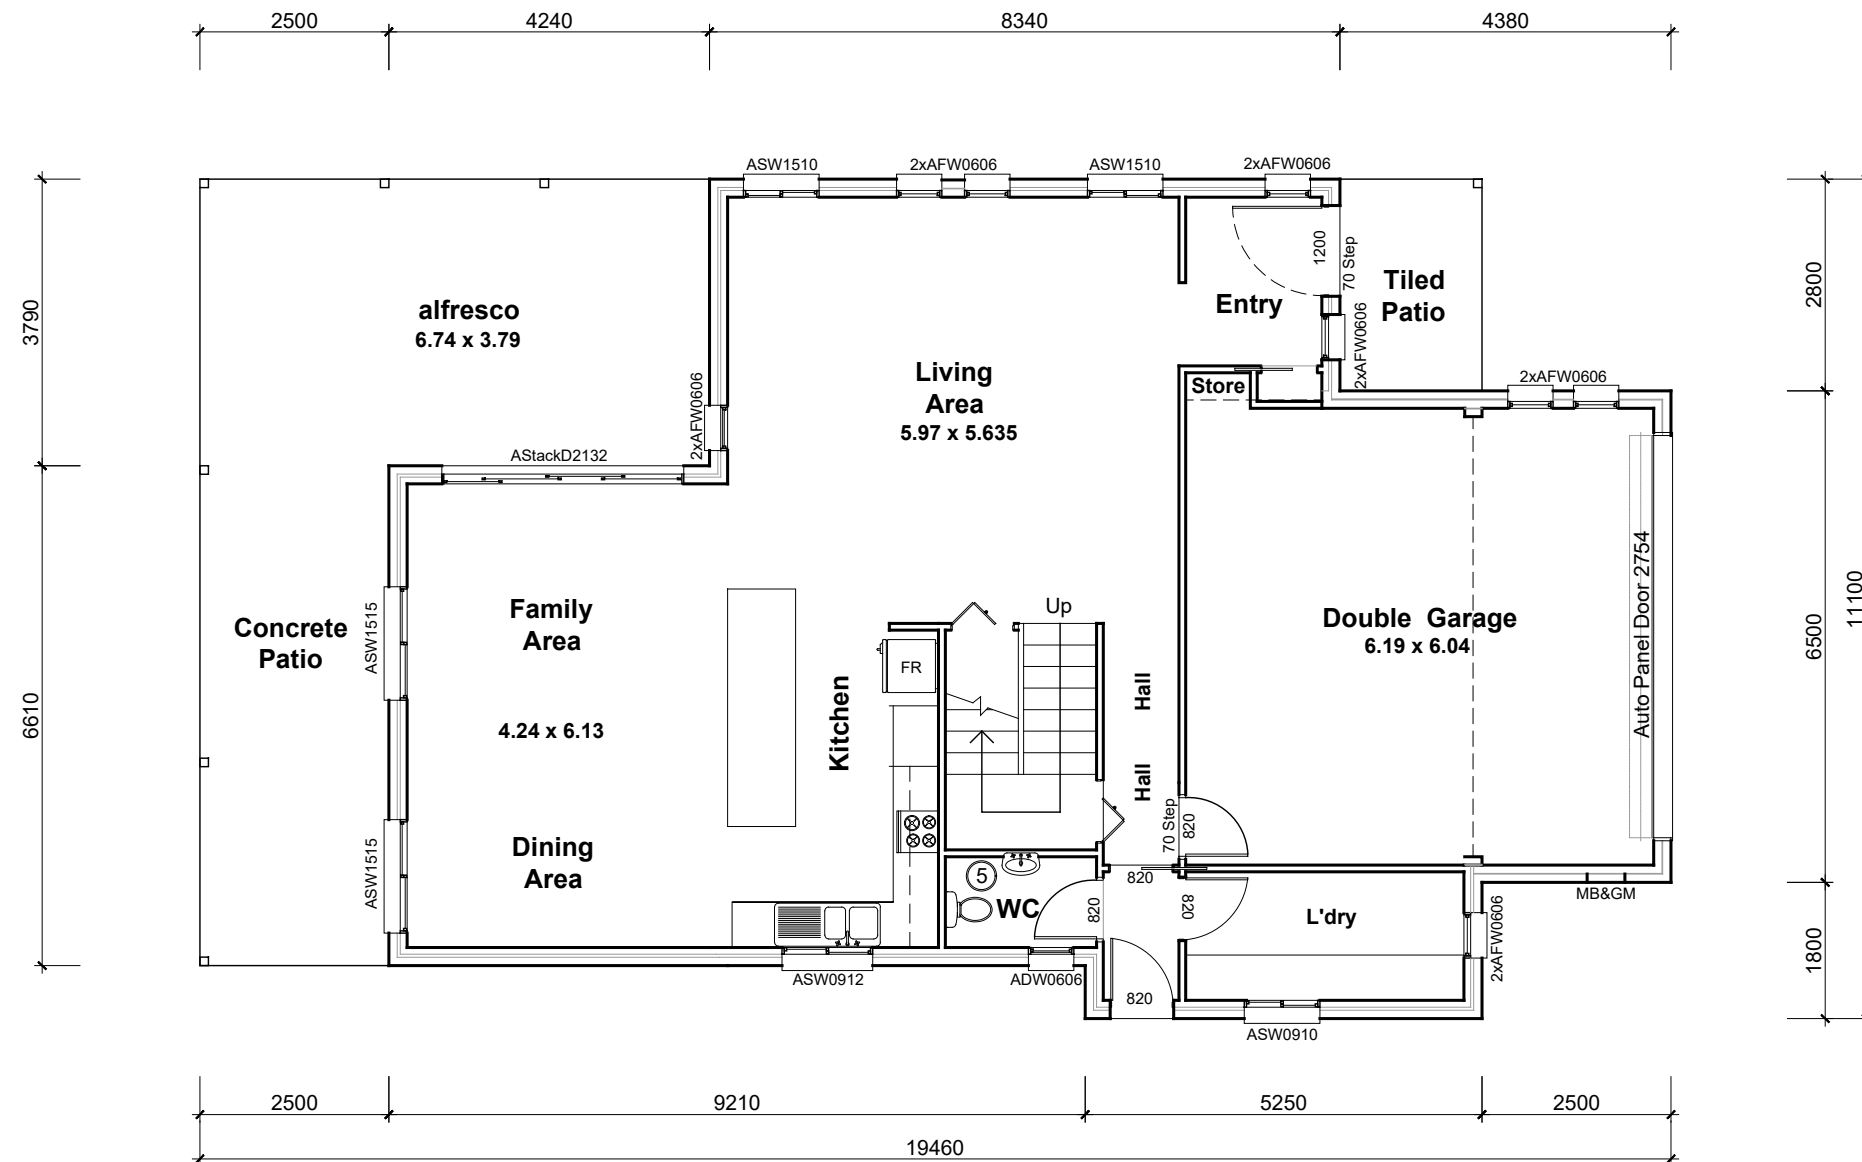 2500
4240
8340
4380
ASW1510
2xAFW0606
ASW1510
2xAFW0606
3790
alfresco
6.74 x 3.79
2xAFW0606
AStackD2132
Living
Area
5.97 x 5.635
Entry
1200
70 Step
2xAFW0606
Tiled
Patio
2800
Store
2xAFW0606
Concrete
Patio
ASW1515
Family
Area
4.24 x 6.13
Kitchen
FR
Up
Hall
Hall
Double Garage
6.19 x 6.04
Auto Panel Door 2754
6500
11100
6610
ASW1515
Dining
Area
70 Step
820
5
WC
820
820
820
L'dry
MB&GM
2xAFW0606
1800
ASW0912
ADW0606
820
ASW0910
2500
9210
5250
2500
19460